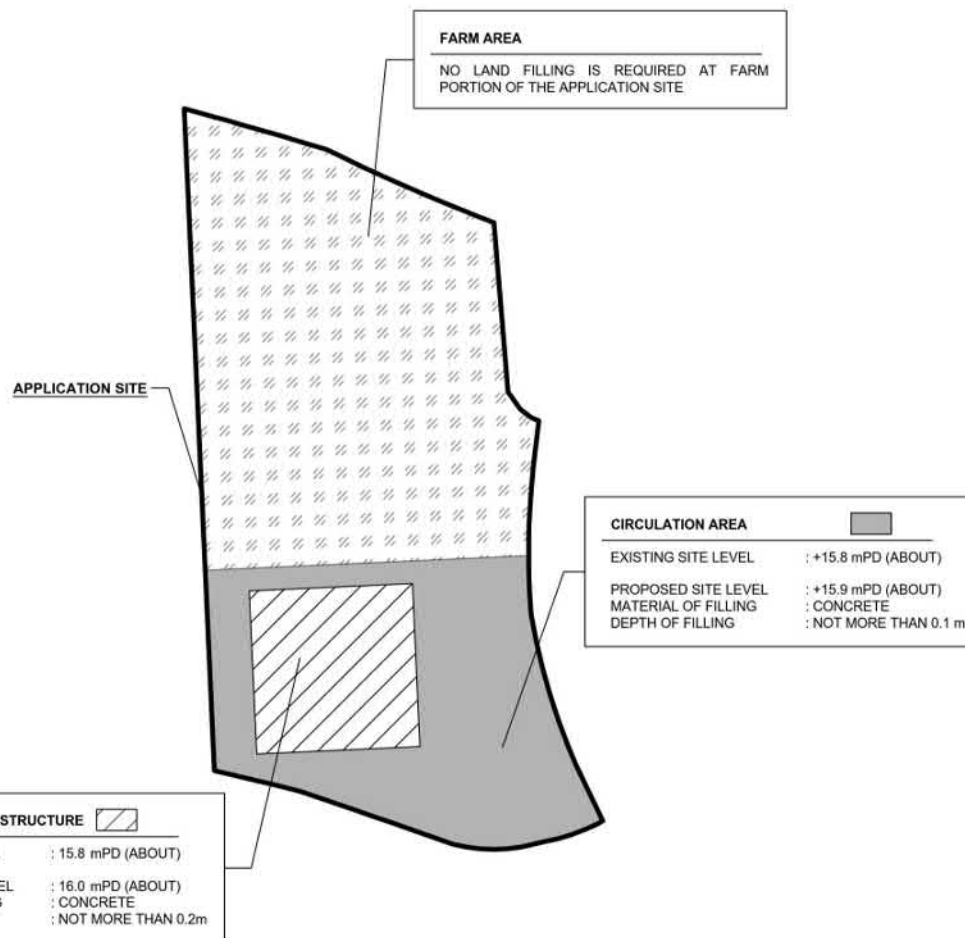 FARM AREA
NO LAND FILLING IS REQUIRED AT FARM
PORTION OF THE APPLICATION SITE
APPLICATION SITE
CIRCULATION AREA
EXISTING SITE LEVEL : +15.8 mPD (ABOUT)
PROPOSED SITE LEVEL : +15.9 mPD (ABOUT)
MATERIAL OF FILLING : CONCRETE
DEPTH OF FILLING : NOT MORE THAN 0.1 m
STRUCTURE
: 15.8 mPD (ABOUT)
EL : 16.0 mPD (ABOUT)
: CONCRETE
: NOT MORE THAN 0.2m